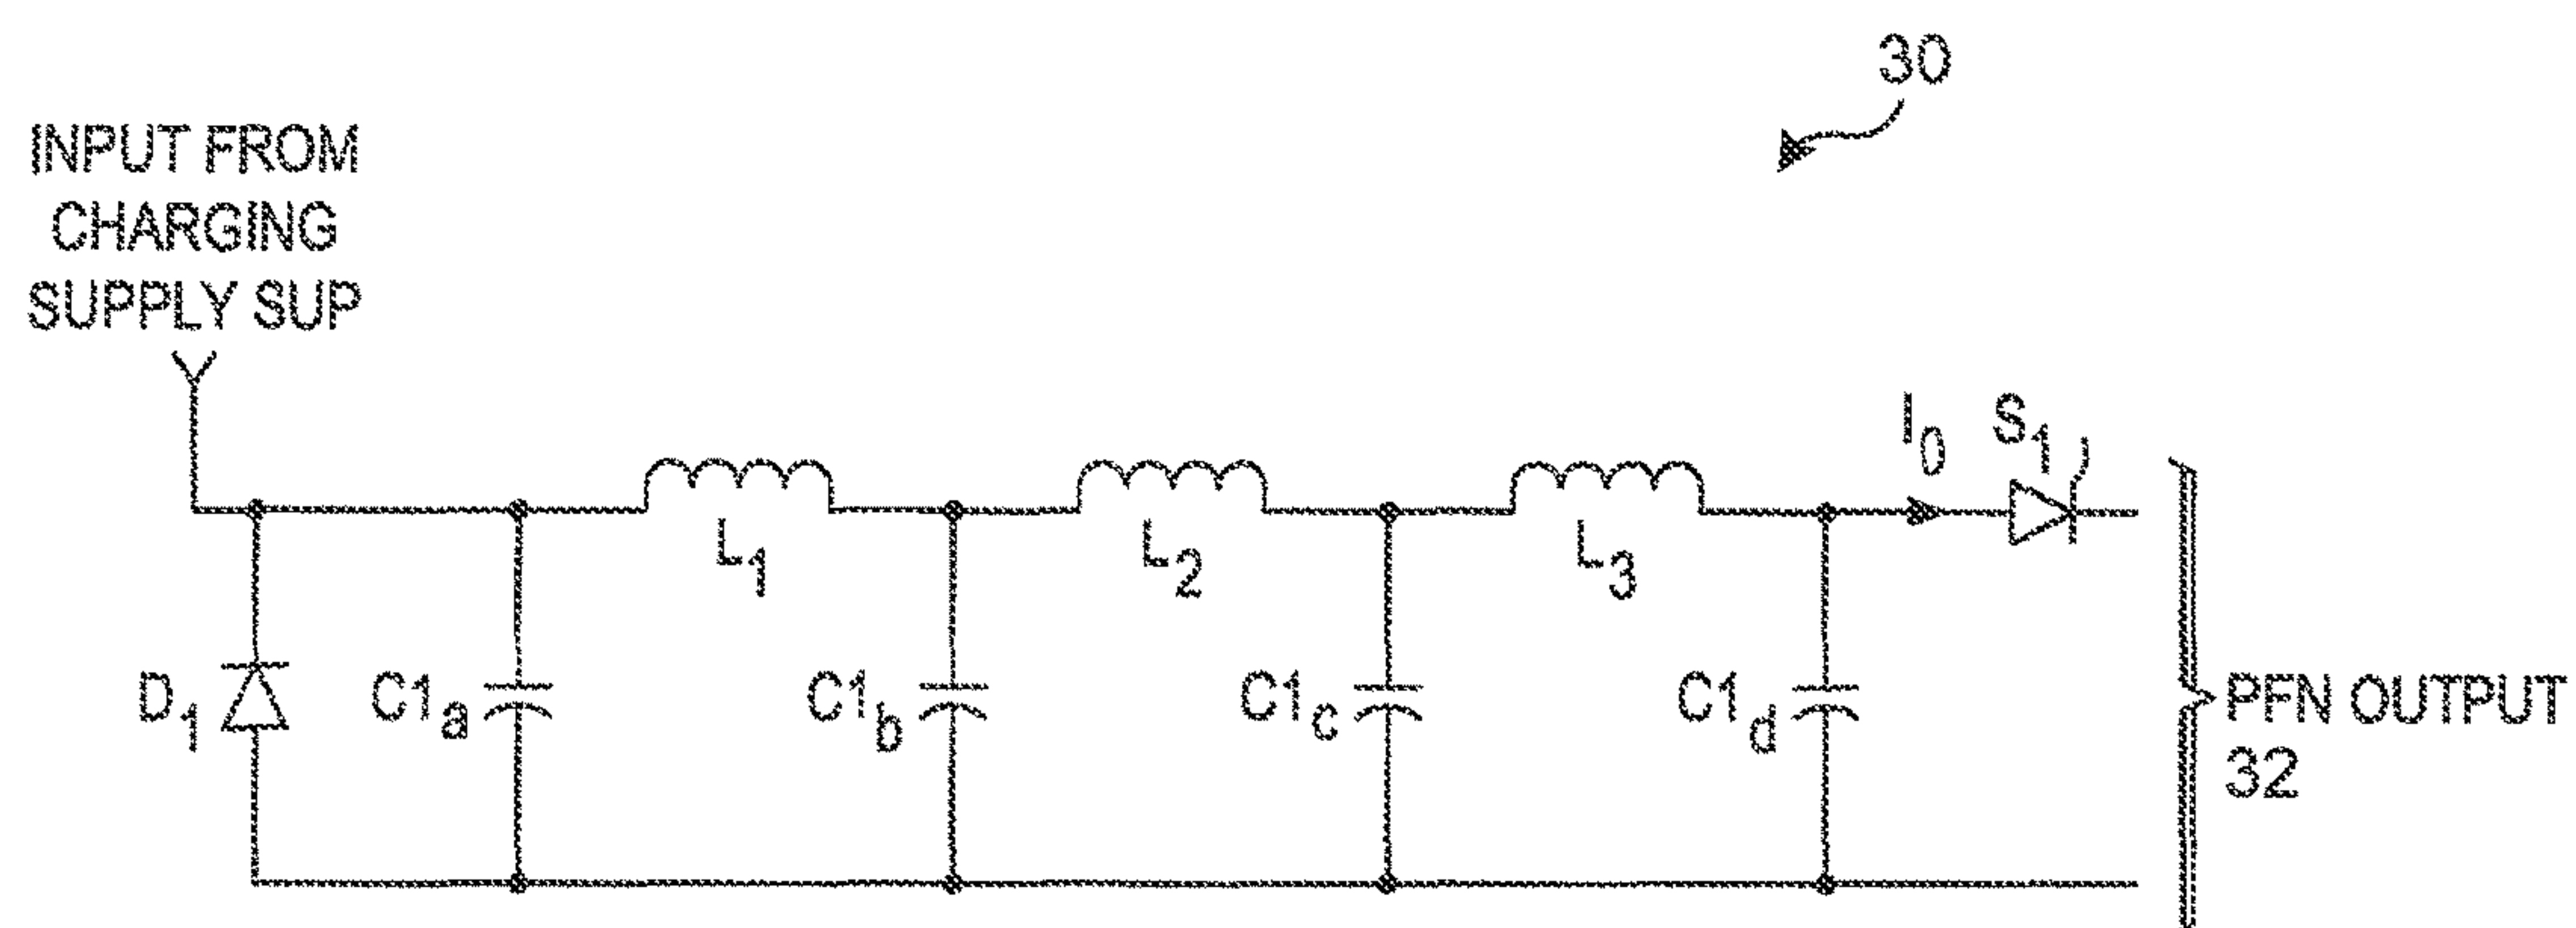 30
INPUT FROM
CHARGING
SUPPLY SUP
I0 S1
L1 L2 L3
D1 C1a C1b C1c C1d
PFN OUTPUT
32